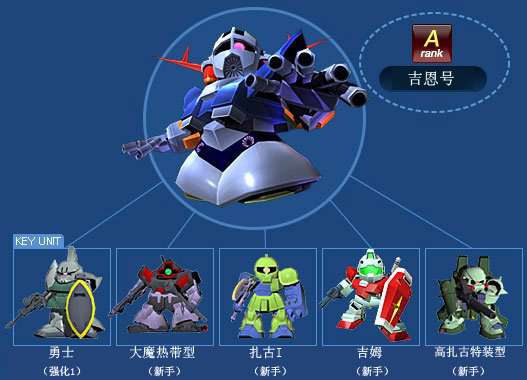 A
rank
吉恩号
KEY UNIT
勇士
(强化1)
大魔热带型
(新手)
扎古I
(新手)
吉姆
(新手)
高扎古特装型
(新手)